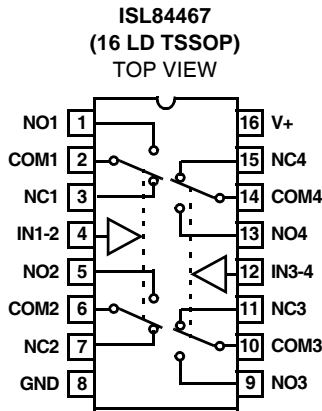 ISL84467
(16 LD TSSOP)
TOP VIEW
NO1 1 16 V+
COM1 2 15 NC4
NC1 3 14 COM4
IN1-2 4 13 NO4
NO2 5 12 IN3-4
COM2 6 11 NC3
NC2 7 10 COM3
GND 8 9 NO3